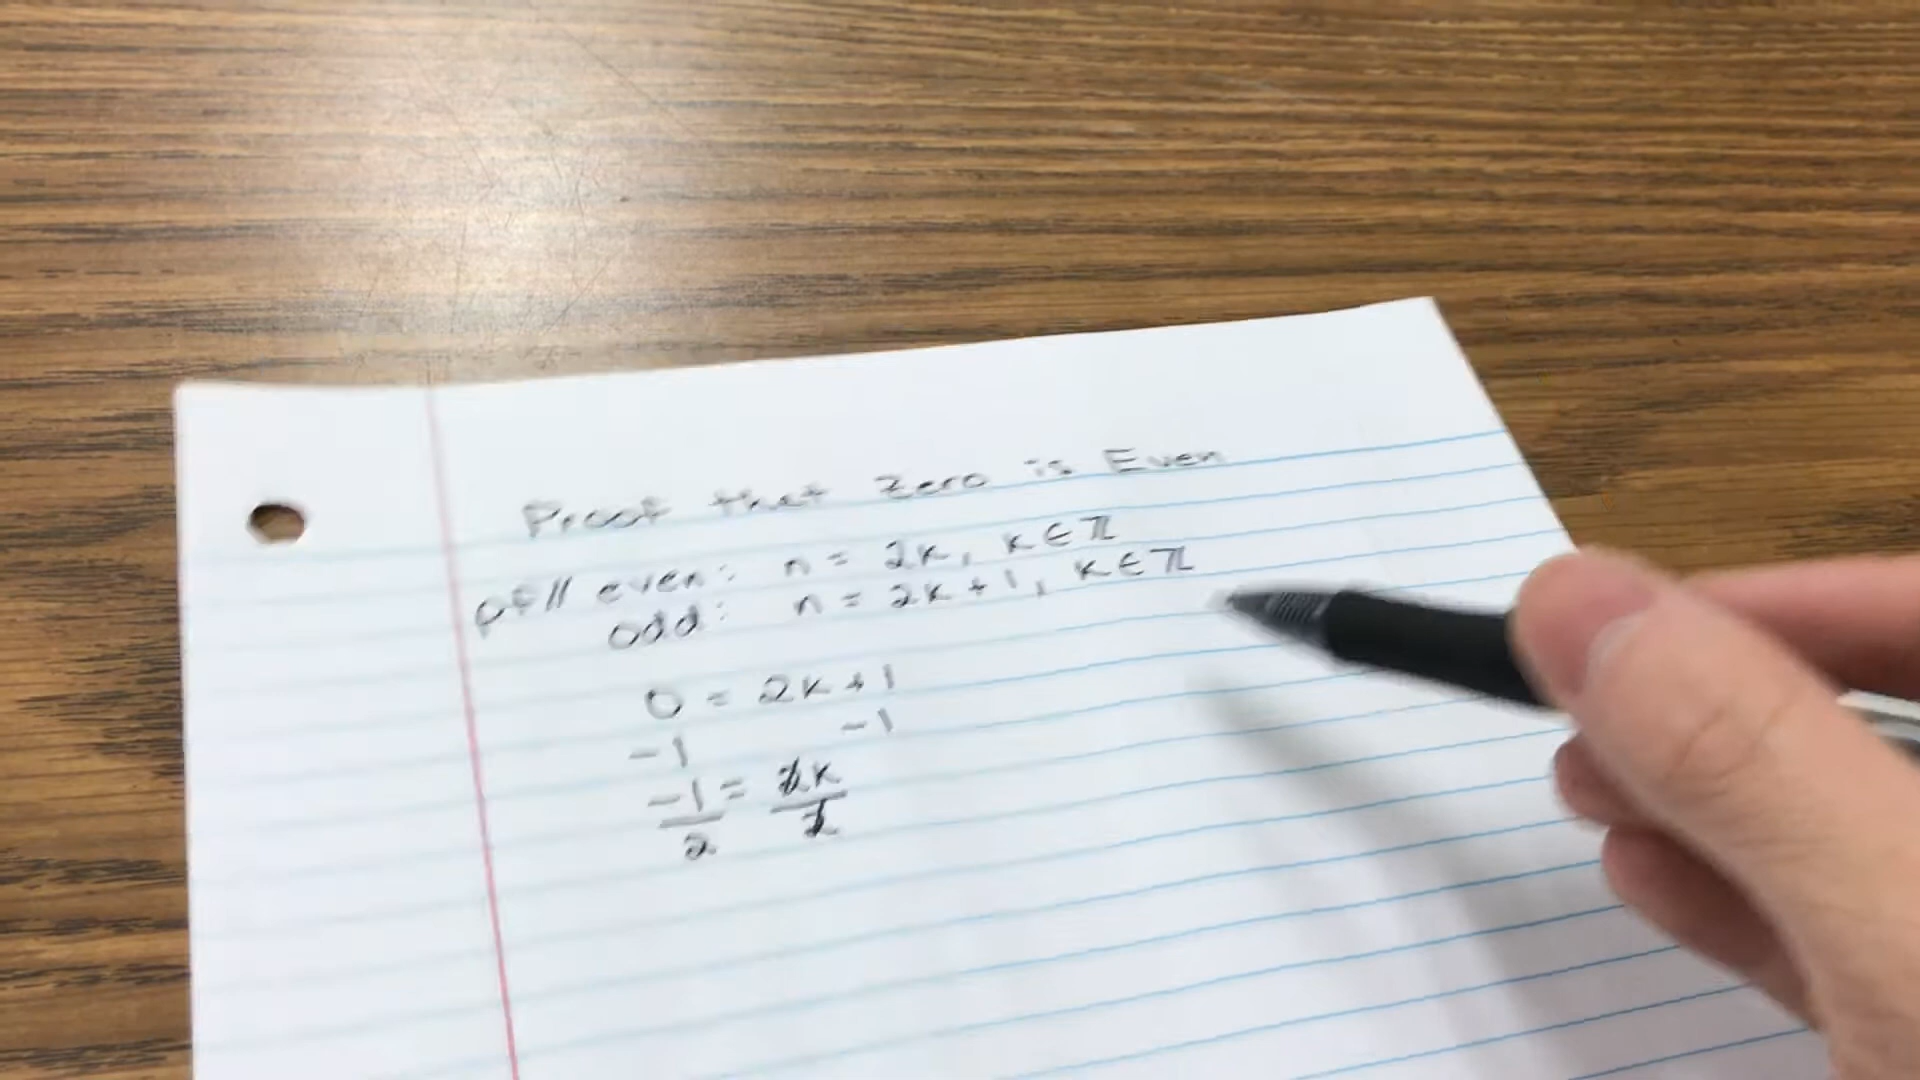 Proof that Zero is Even
pf// even: n = 2k, k ∈ ℤ
odd: n = 2k + 1, k ∈ ℤ
0 = 2k + 1
-1 -1
-1 = 2k
2 2